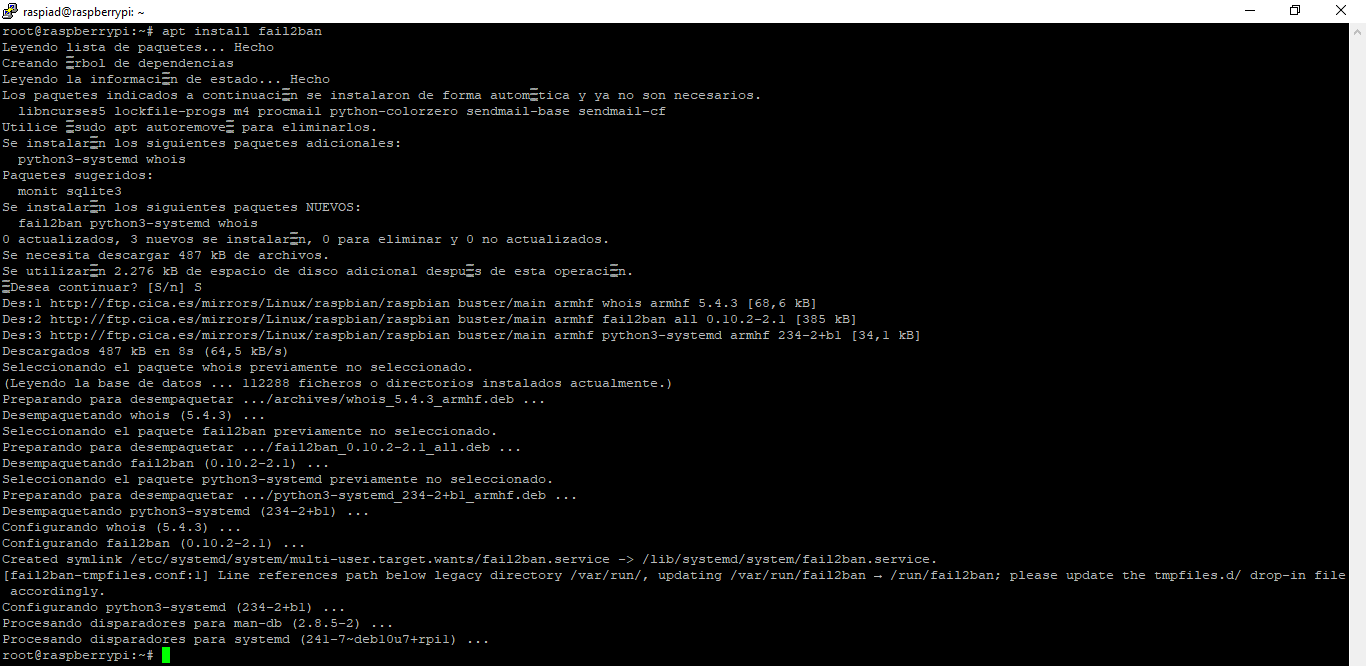 raspiad@raspberrypi: ~
root@raspberrypi:~# apt install fail2ban
Leyendo lista de paquetes... Hecho
Creando �rbol de dependencias
Leyendo la informaci�n de estado... Hecho
Los paquetes indicados a continuaci�n se instalaron de forma autom�tica y ya no son necesarios.
  libncurses5 lockfile-progs m4 procmail python-colorzero sendmail-base sendmail-cf
Utilice �sudo apt autoremove� para eliminarlos.
Se instalar�n los siguientes paquetes adicionales:
  python3-systemd whois
Paquetes sugeridos:
  monit sqlite3
Se instalar�n los siguientes paquetes NUEVOS:
  fail2ban python3-systemd whois
0 actualizados, 3 nuevos se instalar�n, 0 para eliminar y 0 no actualizados.
Se necesita descargar 487 kB de archivos.
Se utilizar�n 2.276 kB de espacio de disco adicional despu�s de esta operaci�n.
�Desea continuar? [S/n] S
Des:1 http://ftp.cica.es/mirrors/Linux/raspbian/raspbian buster/main armhf whois armhf 5.4.3 [68,6 kB]
Des:2 http://ftp.cica.es/mirrors/Linux/raspbian/raspbian buster/main armhf fail2ban all 0.10.2-2.1 [385 kB]
Des:3 http://ftp.cica.es/mirrors/Linux/raspbian/raspbian buster/main armhf python3-systemd armhf 234-2+b1 [34,1 kB]
Descargados 487 kB en 8s (64,5 kB/s)
Seleccionando el paquete whois previamente no seleccionado.
(Leyendo la base de datos ... 112288 ficheros o directorios instalados actualmente.)
Preparando para desempaquetar .../archives/whois_5.4.3_armhf.deb ...
Desempaquetando whois (5.4.3) ...
Seleccionando el paquete fail2ban previamente no seleccionado.
Preparando para desempaquetar .../fail2ban_0.10.2-2.1_all.deb ...
Desempaquetando fail2ban (0.10.2-2.1) ...
Seleccionando el paquete python3-systemd previamente no seleccionado.
Preparando para desempaquetar .../python3-systemd_234-2+b1_armhf.deb ...
Desempaquetando python3-systemd (234-2+b1) ...
Configurando whois (5.4.3) ...
Configurando fail2ban (0.10.2-2.1) ...
Created symlink /etc/systemd/system/multi-user.target.wants/fail2ban.service -> /lib/systemd/system/fail2ban.service.
[fail2ban-tmpfiles.conf:1] Line references path below legacy directory /var/run/, updating /var/run/fail2ban → /run/fail2ban; please update the tmpfiles.d/ drop-in file
 accordingly.
Configurando python3-systemd (234-2+b1) ...
Procesando disparadores para man-db (2.8.5-2) ...
Procesando disparadores para systemd (241-7~deb10u7+rpi1) ...
root@raspberrypi:~#